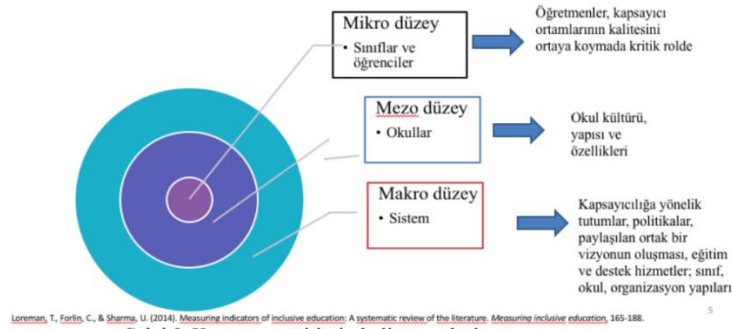 Mikro düzey
• Sınıflar ve
öğrenciler
Öğretmenler, kapsayıcı
ortamlarının kalitesini
ortaya koymada kritik rolde
Mezo düzey
• Okullar
Okul kültürü,
yapısı ve
özellikleri
Makro düzey
• Sistem
Kapsayıcılığa yönelik
tutumlar, politikalar,
paylaşılan ortak bir
vizyonun oluşması, eğitim
ve destek hizmetler; sınıf,
okul, organizasyon yapıları
5
Loreman, T., Forlin, C., & Sharma, U. (2014). Measuring indicators of inclusive education: A systematic review of the literature. Measuring inclusive education, 165-188.